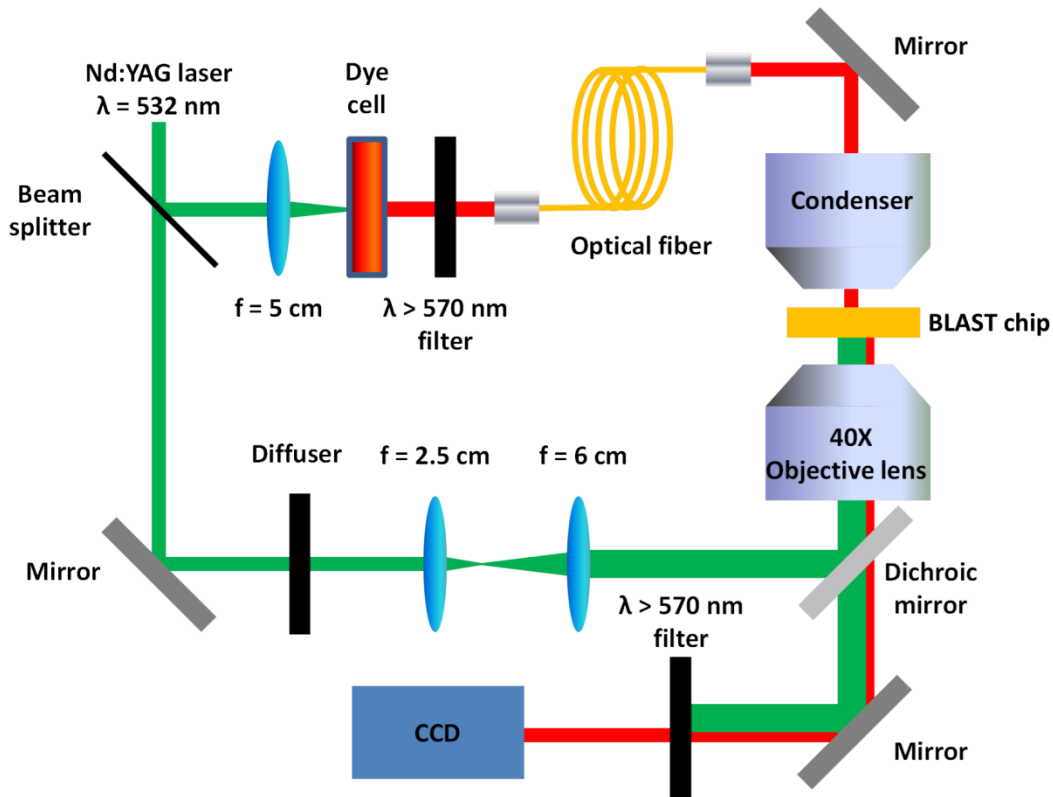 Nd:YAG laser
λ = 532 nm
Dye
cell
Mirror
Beam
splitter
Condenser
Optical fiber
f = 5 cm
λ > 570 nm
filter
BLAST chip
40X
Objective lens
Diffuser
f = 2.5 cm
f = 6 cm
Mirror
Dichroic
mirror
λ > 570 nm
filter
CCD
Mirror